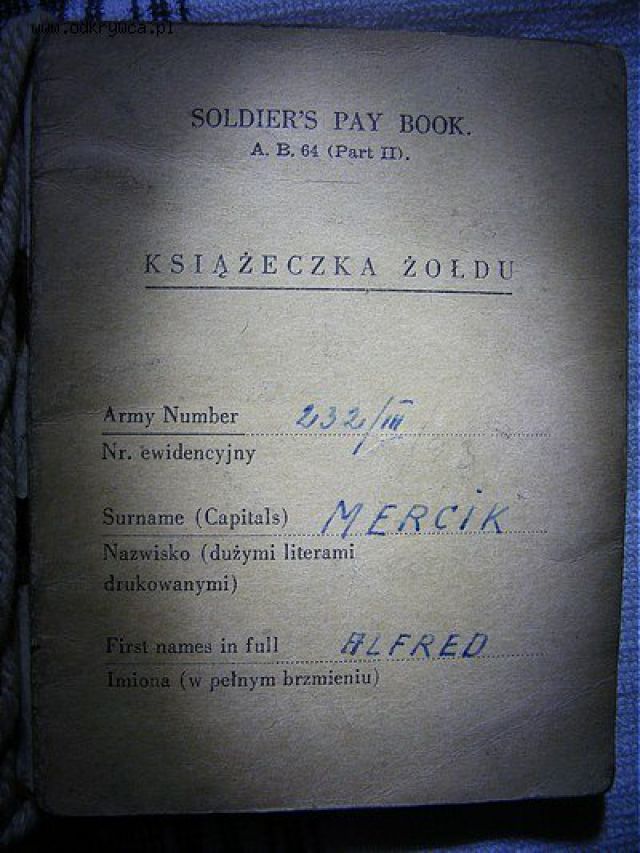 www.odkrywca.pl
SOLDIER'S PAY BOOK.
A. B. 64 (Part II).
KSIĄŻECZKA ŻOŁDU
Army Number 232/III
Nr. ewidencyjny
Surname (Capitals) MERCIK
Nazwisko (dużymi literami
drukowanymi)
First names in full ALFRED
Imiona (w pełnym brzmieniu)